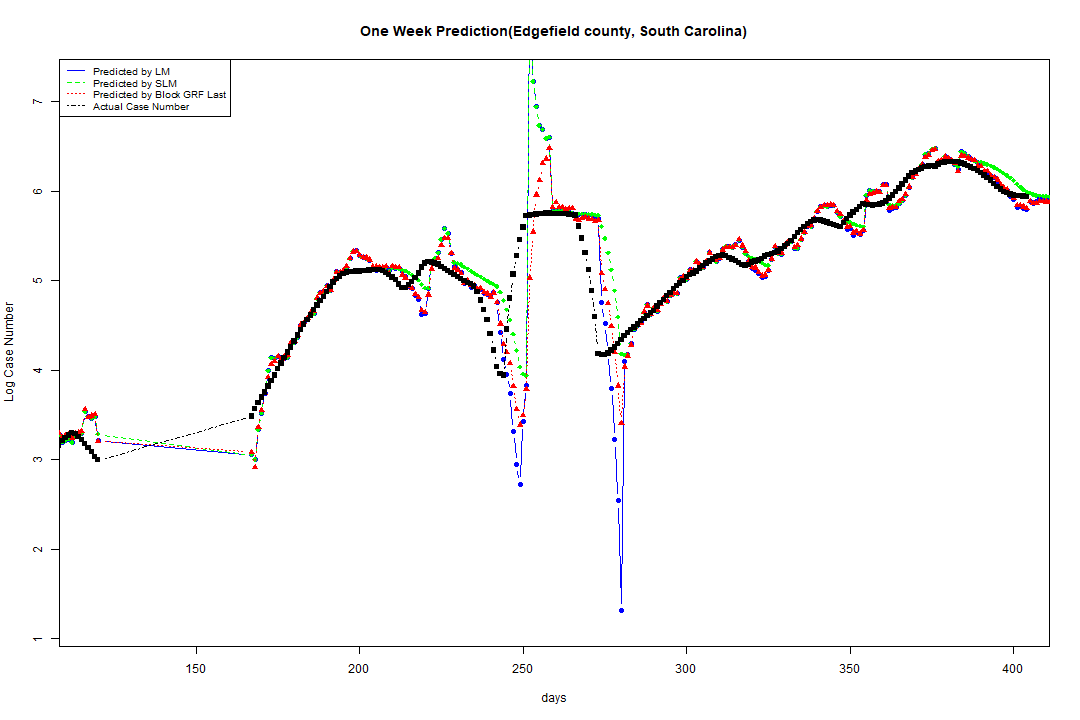 One Week Prediction(Edgefield county, South Carolina)
Predicted by LM
Predicted by SLM
Predicted by Block GRF Last
Actual Case Number
7
6
5
4
3
2
1
Log Case Number
150 200 250 300 350 400
days